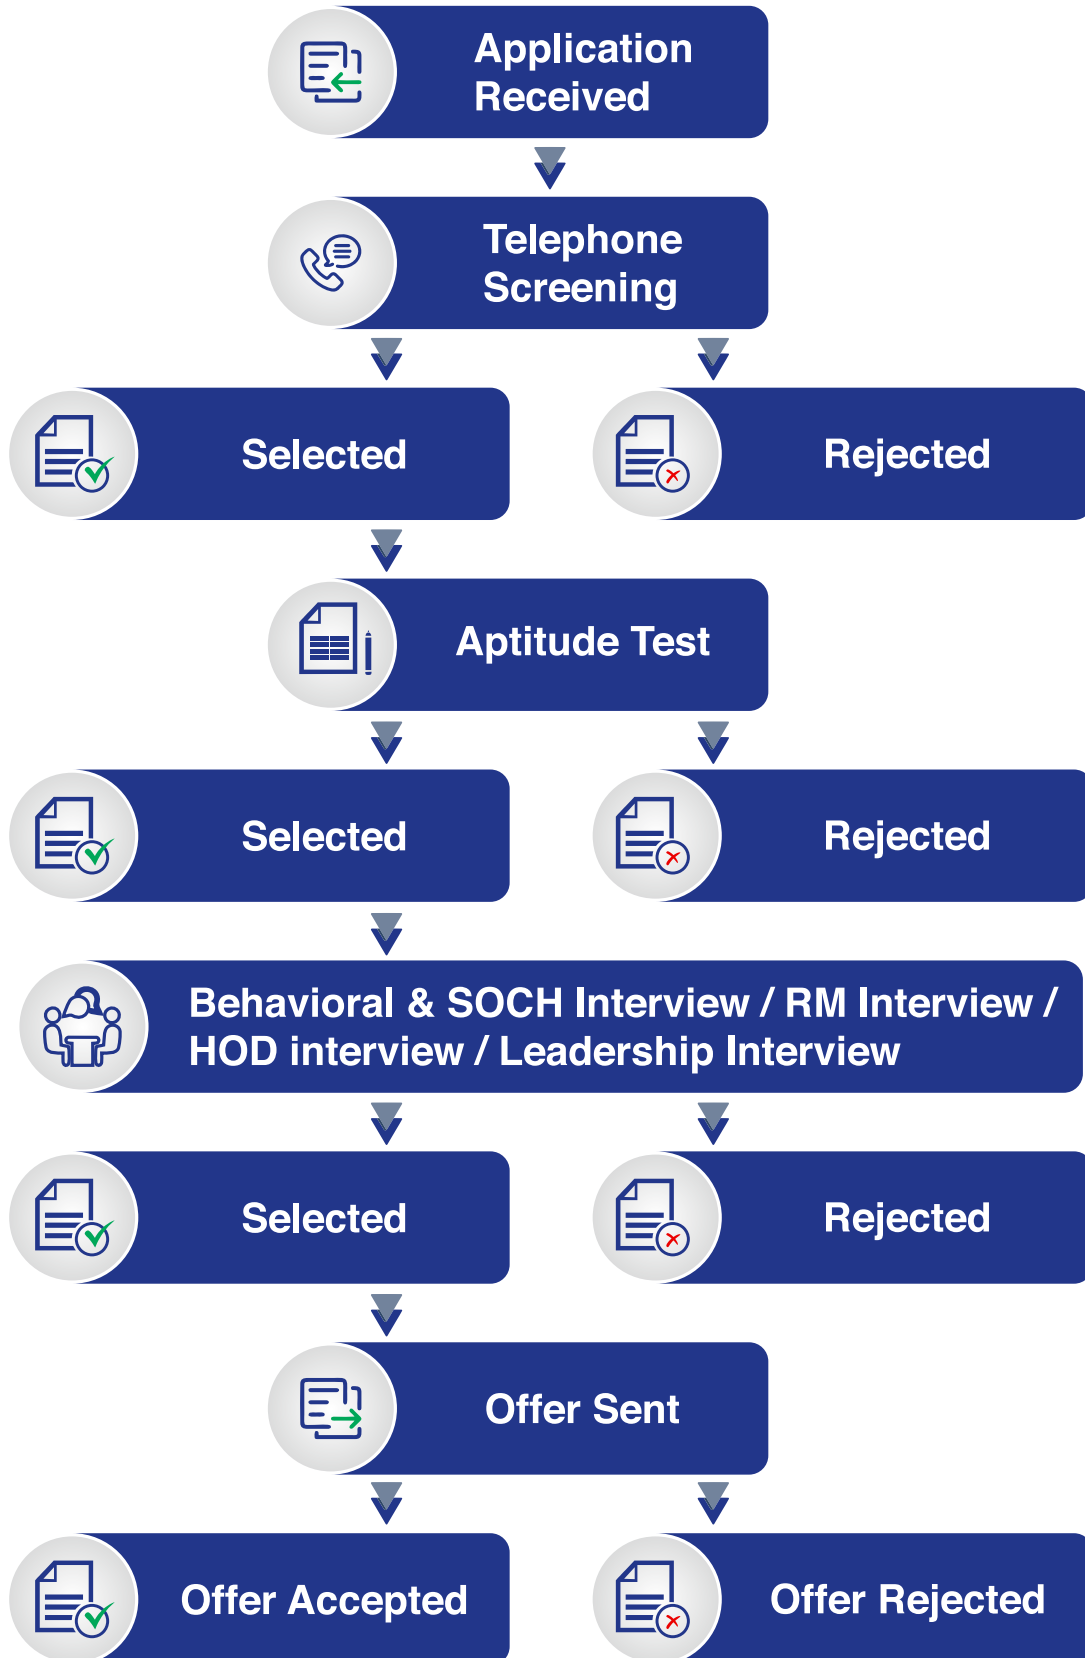 Application
Received
Telephone
Screening
Selected
Rejected
Aptitude Test
Selected
Rejected
Behavioral & SOCH Interview / RM Interview /
HOD interview / Leadership Interview
Selected
Rejected
Offer Sent
Offer Accepted
Offer Rejected